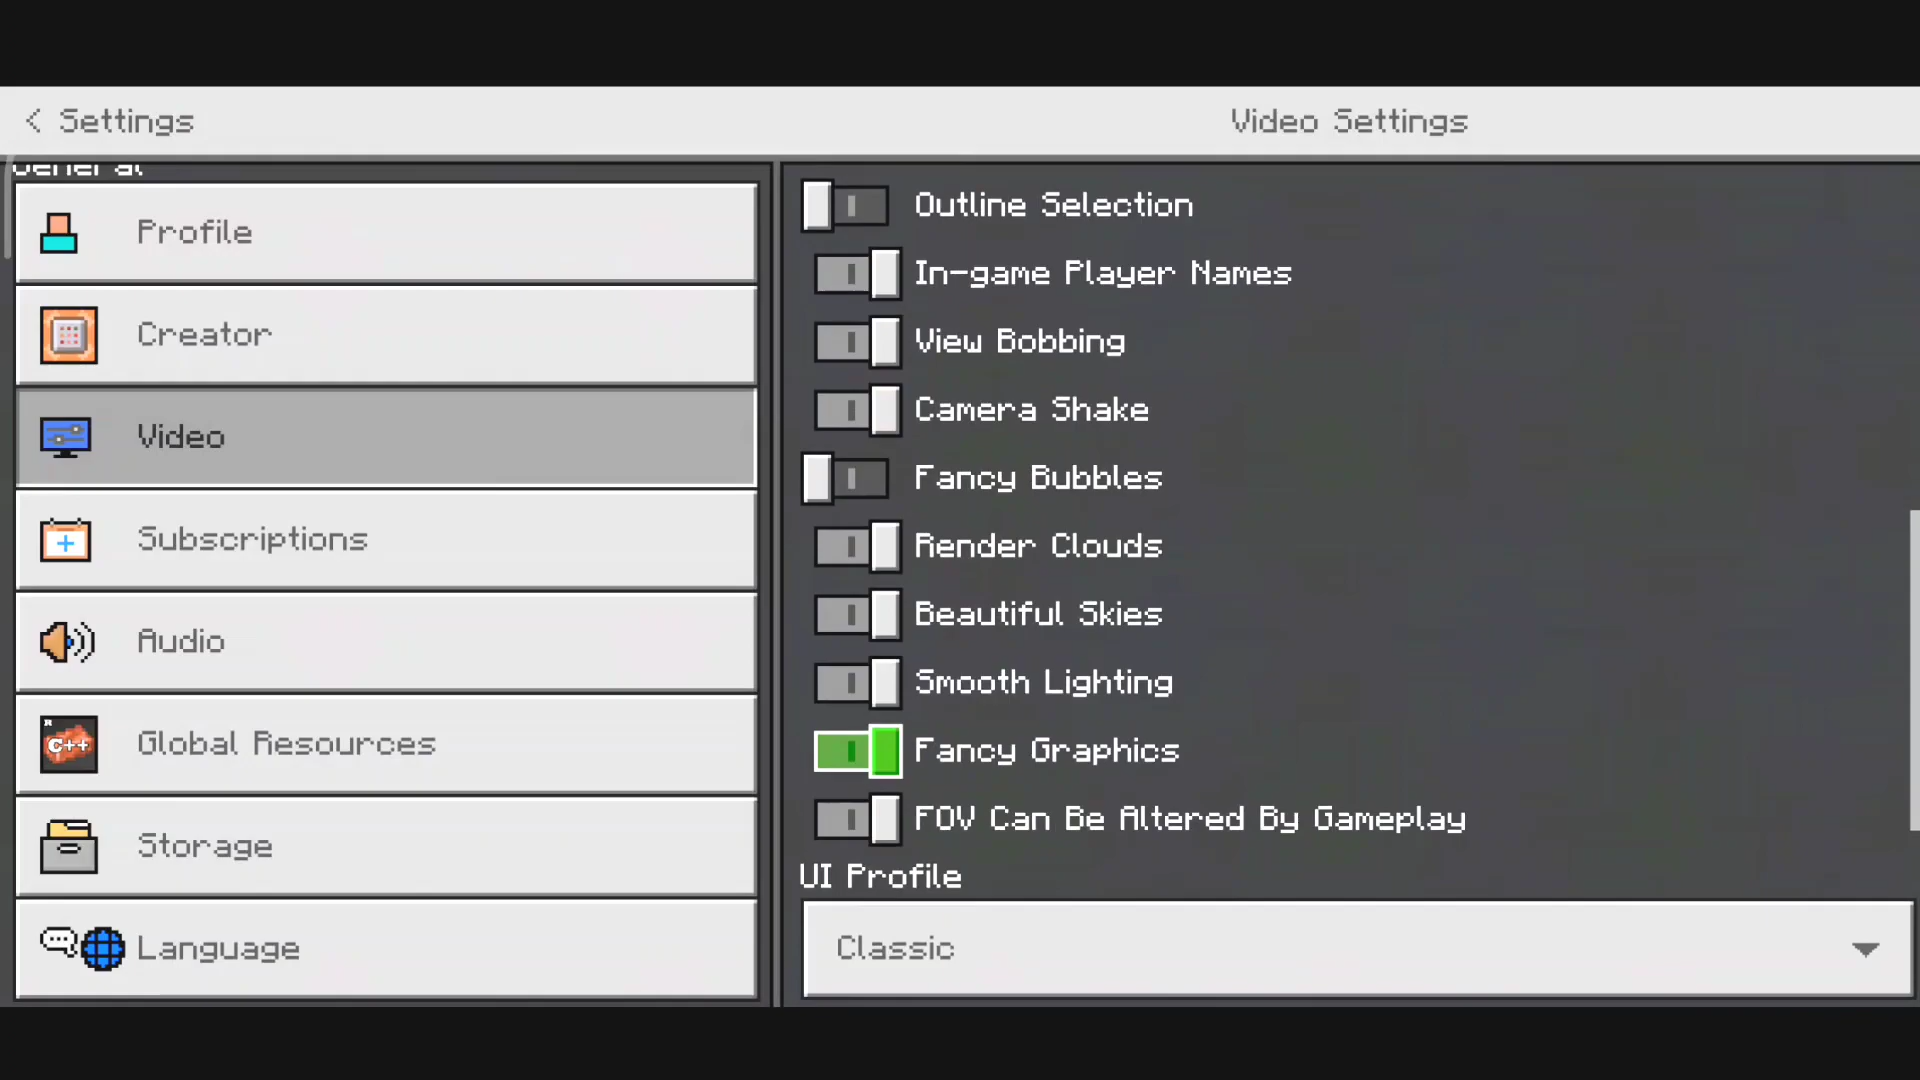 Settings
Video Settings
General
Profile
Creator
Video
Subscriptions
Audio
C++
Global Resources
Storage
Language
Outline Selection
In-game Player Names
View Bobbing
Camera Shake
Fancy Bubbles
Render Clouds
Beautiful Skies
Smooth Lighting
Fancy Graphics
FOV Can Be Altered By Gameplay
UI Profile
Classic